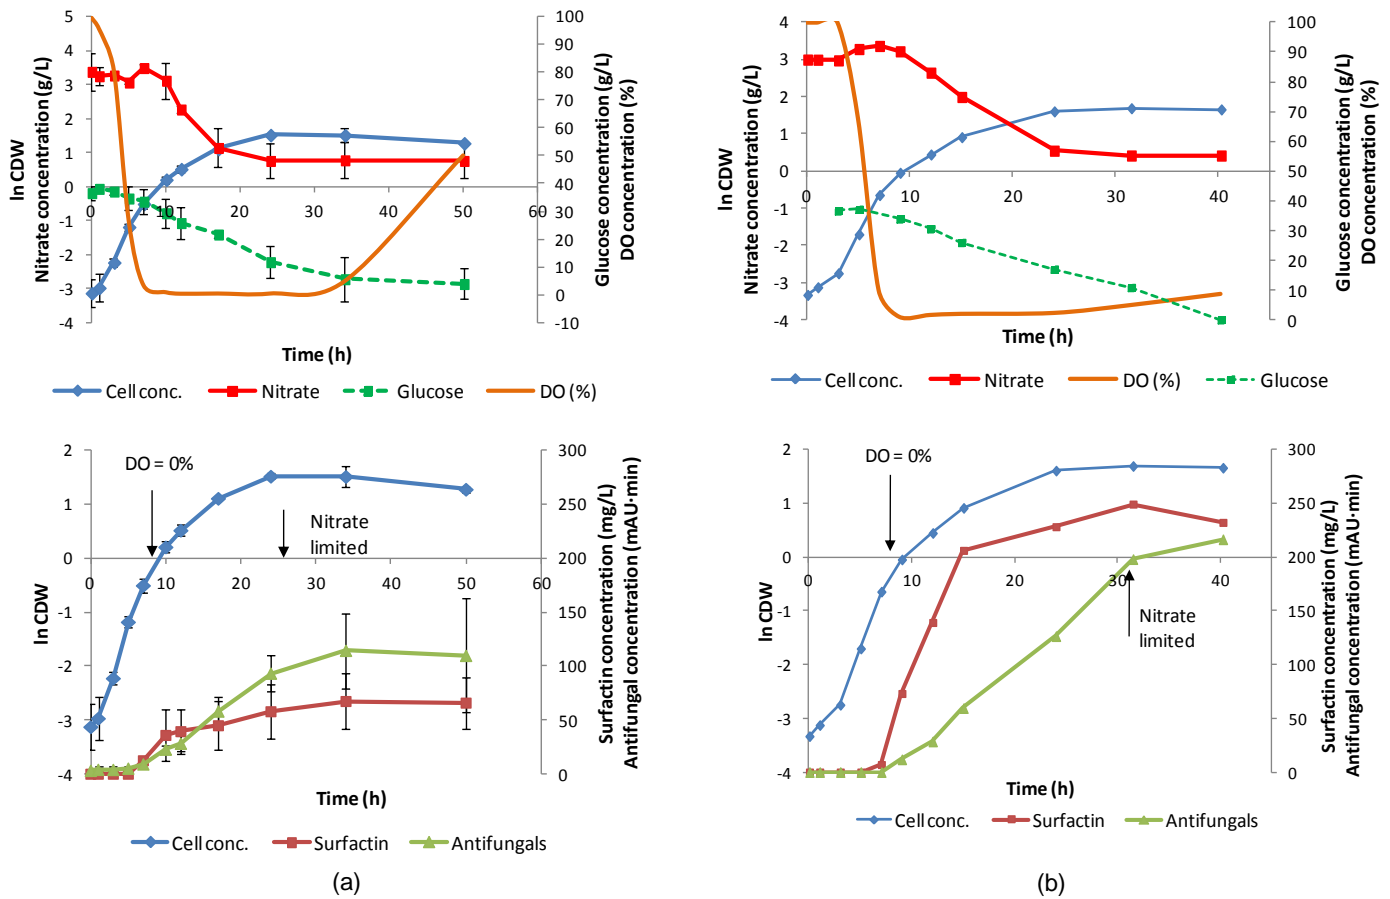 5
4
3
2
1
0
-1
-2
-3
-4
ln CDW
Nitrate concentration (g/L)
0
10
20
30
40
50
60
100
90
80
70
60
50
40
30
20
10
0
-10
Glucose concentration (g/L)
DO concentration (%)
Time (h)
Cell conc.
Nitrate
Glucose
DO (%)
4
3
2
1
0
-1
-2
-3
-4
ln CDW
Nitrate concentration (g/L)
0
10
20
30
40
100
90
80
70
60
50
40
30
20
10
0
Glucose concentration (g/L)
DO concentration (%)
Time (h)
Cell conc.
Nitrate
DO (%)
Glucose
2
1
0
-1
-2
-3
-4
ln CDW
DO = 0%
Nitrate
limited
0
10
20
30
40
50
60
300
250
200
150
100
50
0
Surfactin concentration (mg/L)
Antifungal concentration (mAU·min)
Time (h)
Cell conc.
Surfactin
Antifungals
(a)
2
1
0
-1
-2
-3
-4
ln CDW
DO = 0%
Nitrate
limited
0
10
20
30
40
300
250
200
150
100
50
0
Surfactin concentration (mg/L)
Antifungal concentration (mAU·min)
Time (h)
Cell conc.
Surfactin
Antifungals
(b)